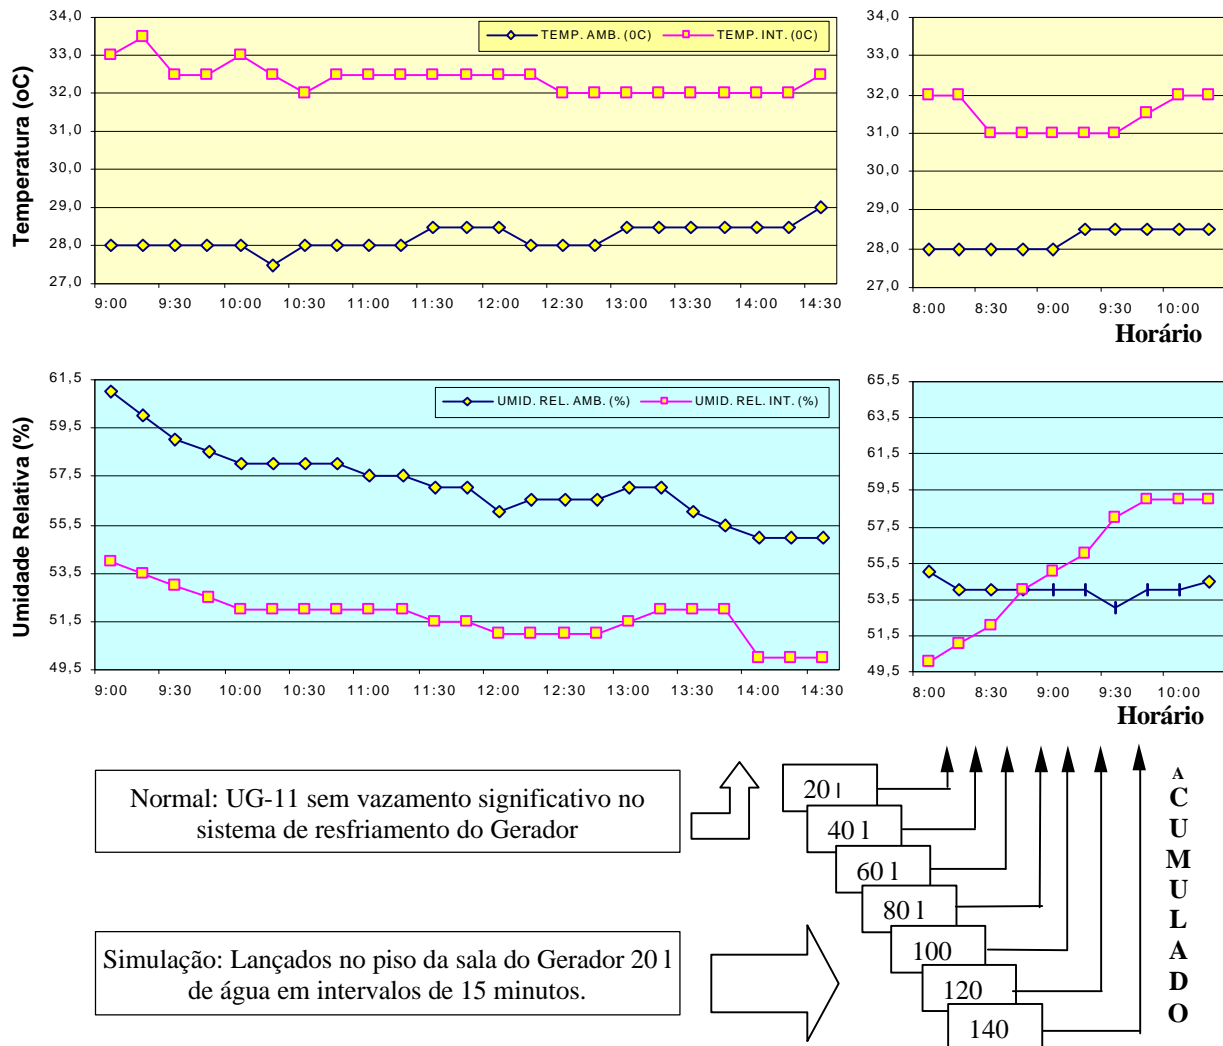 Temperatura (oC)
34,0
33,0
32,0
31,0
30,0
29,0
28,0
27,0
TEMP. AMB. (0C) TEMP. INT. (0C)
9:00 9:30 10:00 10:30 11:00 11:30 12:00 12:30 13:00 13:30 14:00 14:30
34,0
33,0
32,0
31,0
30,0
29,0
28,0
27,0
8:00 8:30 9:00 9:30 10:00
Horário
Umidade Relativa (%)
61,5
59,5
57,5
55,5
53,5
51,5
49,5
UMID. REL. AMB. (%) UMID. REL. INT. (%)
9:00 9:30 10:00 10:30 11:00 11:30 12:00 12:30 13:00 13:30 14:00 14:30
65,5
63,5
61,5
59,5
57,5
55,5
53,5
51,5
49,5
8:00 8:30 9:00 9:30 10:00
Horário
Normal: UG-11 sem vazamento significativo no
sistema de resfriamento do Gerador
Simulação: Lançados no piso da sala do Gerador 20 l
de água em intervalos de 15 minutos.
20 l
40 l
60 l
80 l
100
120
140
ACUMULADO